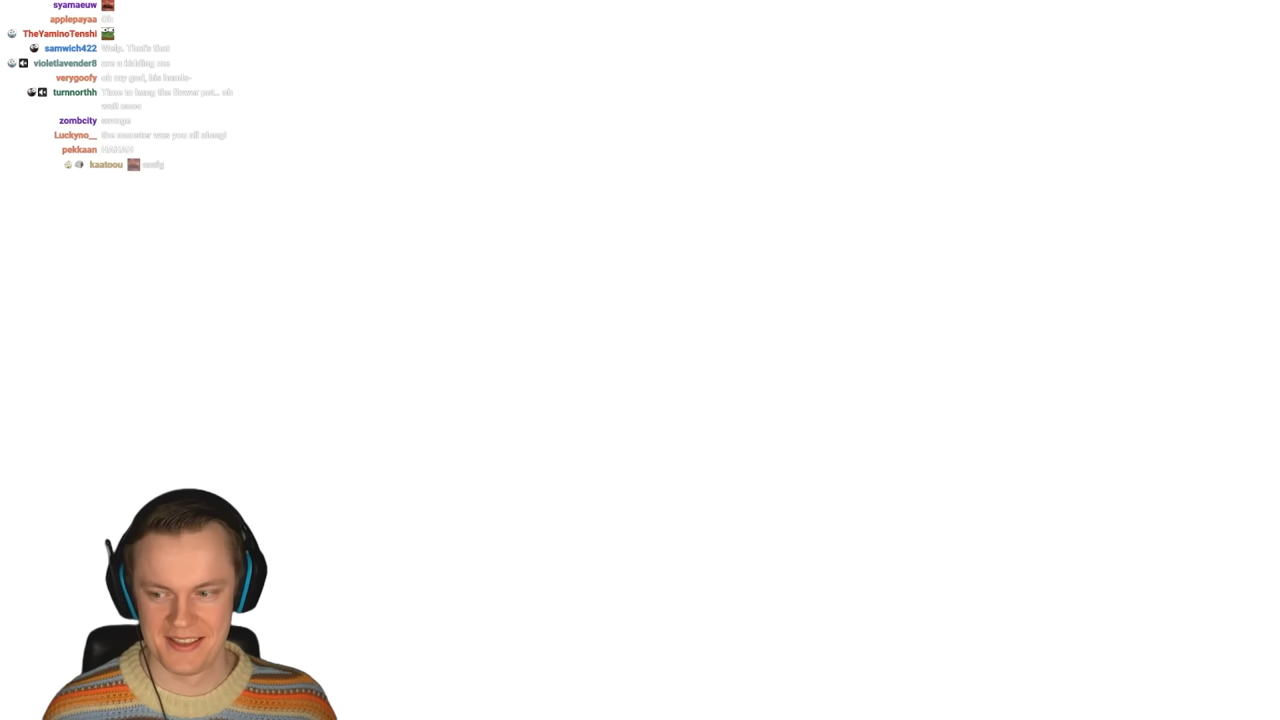 syamaeuw
applepayaa Oh
TheYaminoTenshi
samwich422 Welp. That's that
violetlavender8 are u kidding me
verygoofy oh my god, his hands-
turnnorthh Time to hang the flower pot... oh
wait nooo
zombcity savage
Luckyno__ the monster was you all along!
pekkaan HAHAH
kaatoou omfg